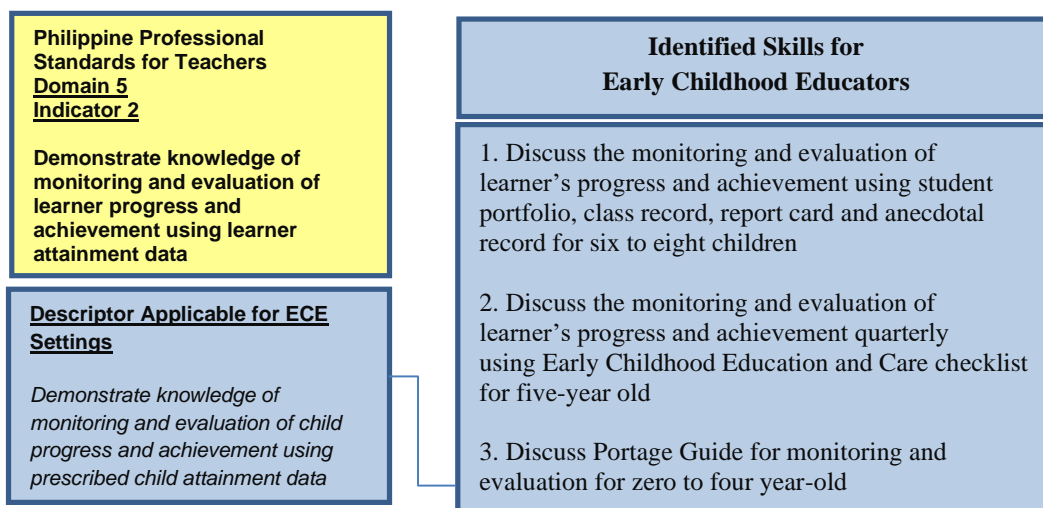 Philippine Professional
Standards for Teachers
Domain 5
Indicator 2
Demonstrate knowledge of
monitoring and evaluation of
learner progress and
achievement using learner
attainment data
Descriptor Applicable for ECE
Settings
Demonstrate knowledge of
monitoring and evaluation of child
progress and achievement using
prescribed child attainment data
Identified Skills for
Early Childhood Educators
1. Discuss the monitoring and evaluation of
learner’s progress and achievement using student
portfolio, class record, report card and anecdotal
record for six to eight children
2. Discuss the monitoring and evaluation of
learner’s progress and achievement quarterly
using Early Childhood Education and Care checklist
for five-year old
3. Discuss Portage Guide for monitoring and
evaluation for zero to four year-old